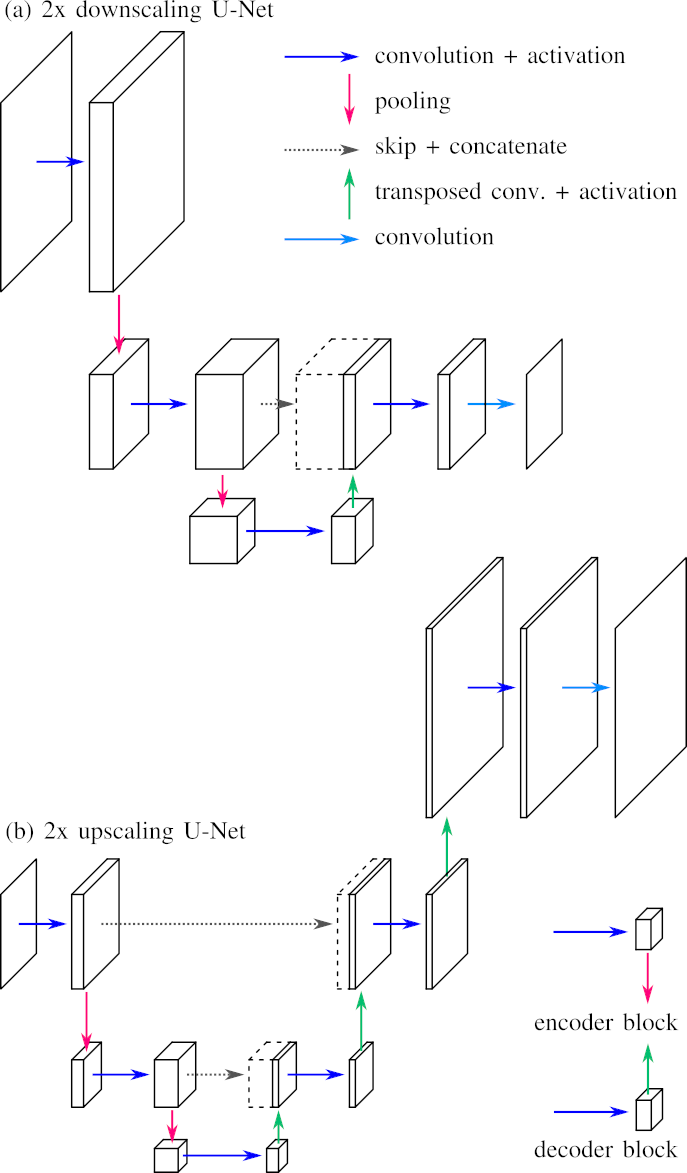 (a) 2x downscaling U-Net
convolution + activation
pooling
skip + concatenate
transposed conv. + activation
convolution
(b) 2x upscaling U-Net
encoder block
decoder block